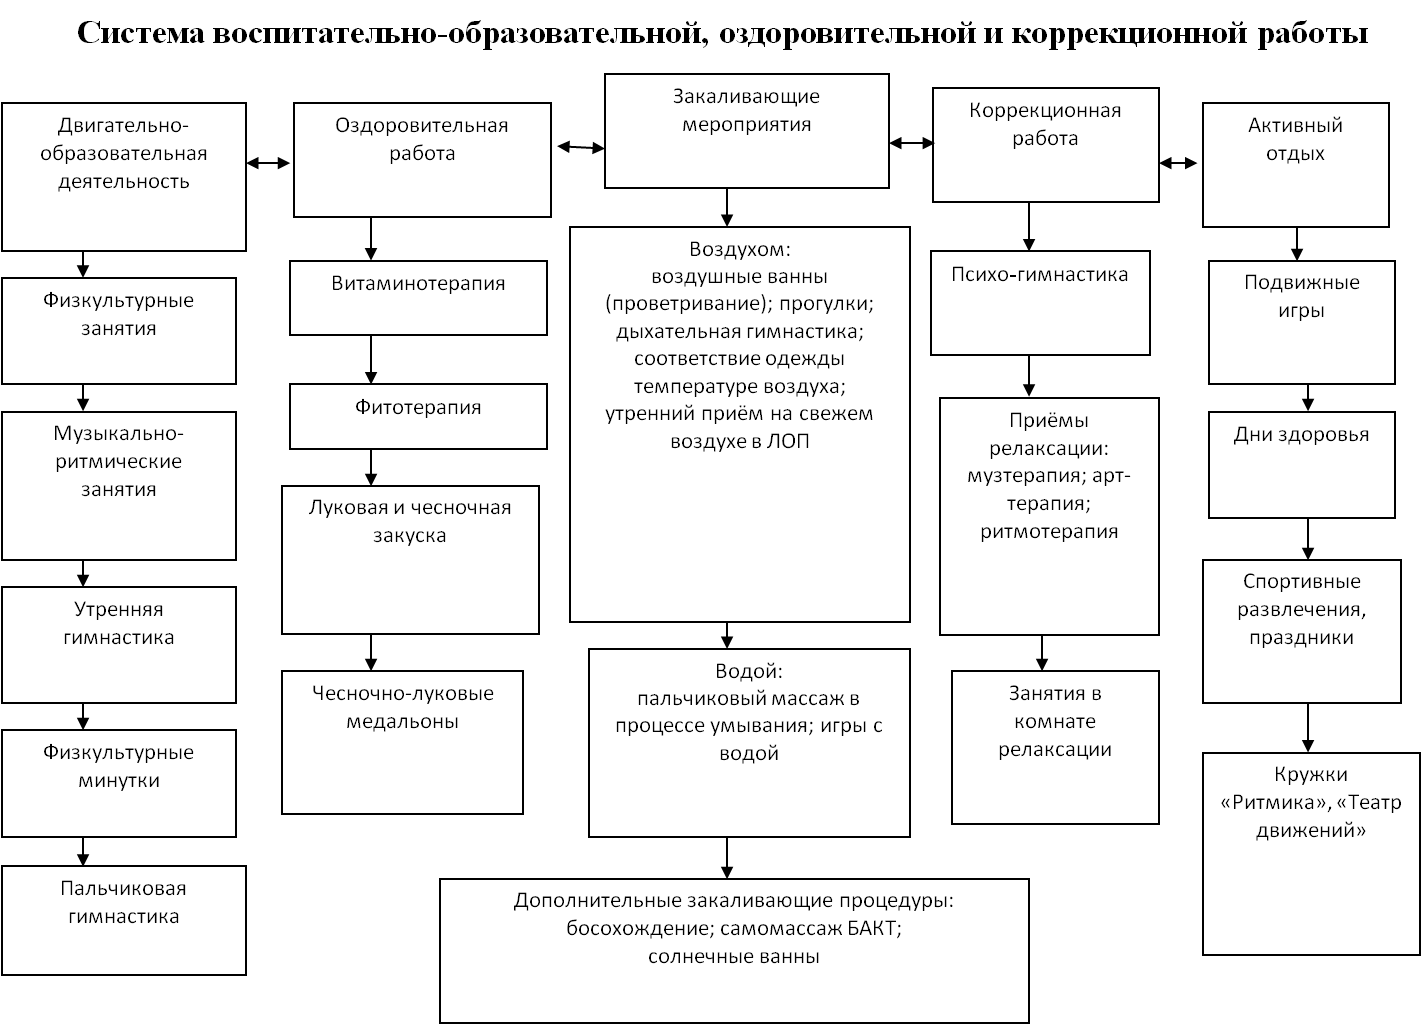 Система воспитательно-образовательной, оздоровительной и коррекционной работы
Двигательно-
образовательная
деятельность
Физкультурные
занятия
Музыкально-
ритмические
занятия
Утренняя
гимнастика
Физкультурные
минутки
Пальчиковая
гимнастика
Оздоровительная
работа
Витаминотерапия
Фитотерапия
Луковая и чесночная
закуска
Чесночно-луковые
медальоны
Закаливающие
мероприятия
Воздухом:
воздушные ванны
(проветривание); прогулки;
дыхательная гимнастика;
соответствие одежды
температуре воздуха;
утренний приём на свежем
воздухе в ЛОП
Водой:
пальчиковый массаж в
процессе умывания; игры с
водой
Дополнительные закаливающие процедуры:
босохождение; самомассаж БАКТ;
солнечные ванны
Коррекционная
работа
Психо-гимнастика
Приёмы
релаксации:
музтерапия; арт-
терапия;
ритмотерапия
Занятия в
комнате
релаксации
Активный
отдых
Подвижные
игры
Дни здоровья
Спортивные
развлечения,
праздники
Кружки
«Ритмика», «Театр
движений»